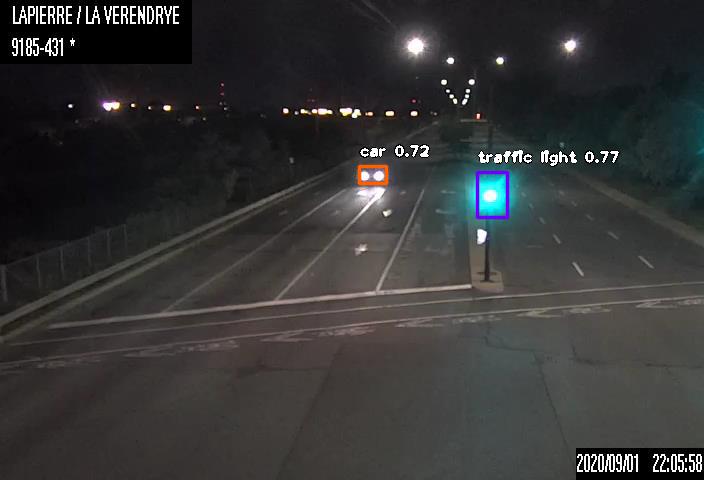 LAPIERRE / LA VERENDRYE
9185-431 *
car 0.72
traffic light 0.77
2020/09/01 22:05:58